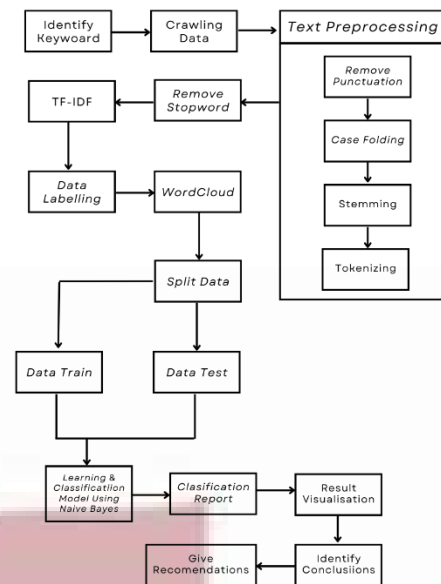 Identify
Keywoard
Crawling
Data
Text Preprocessing
Remove
Punctuation
Case Folding
Stemming
Tokenizing
Remove
Stopword
TF-IDF
Data
Labelling
WordCloud
Split Data
Data Train
Data Test
Learning &
Classificatiion
Model Using
Naive Bayes
Clasification
Report
Result
Visualisation
Identify
Conclusiions
Give
Recomendations